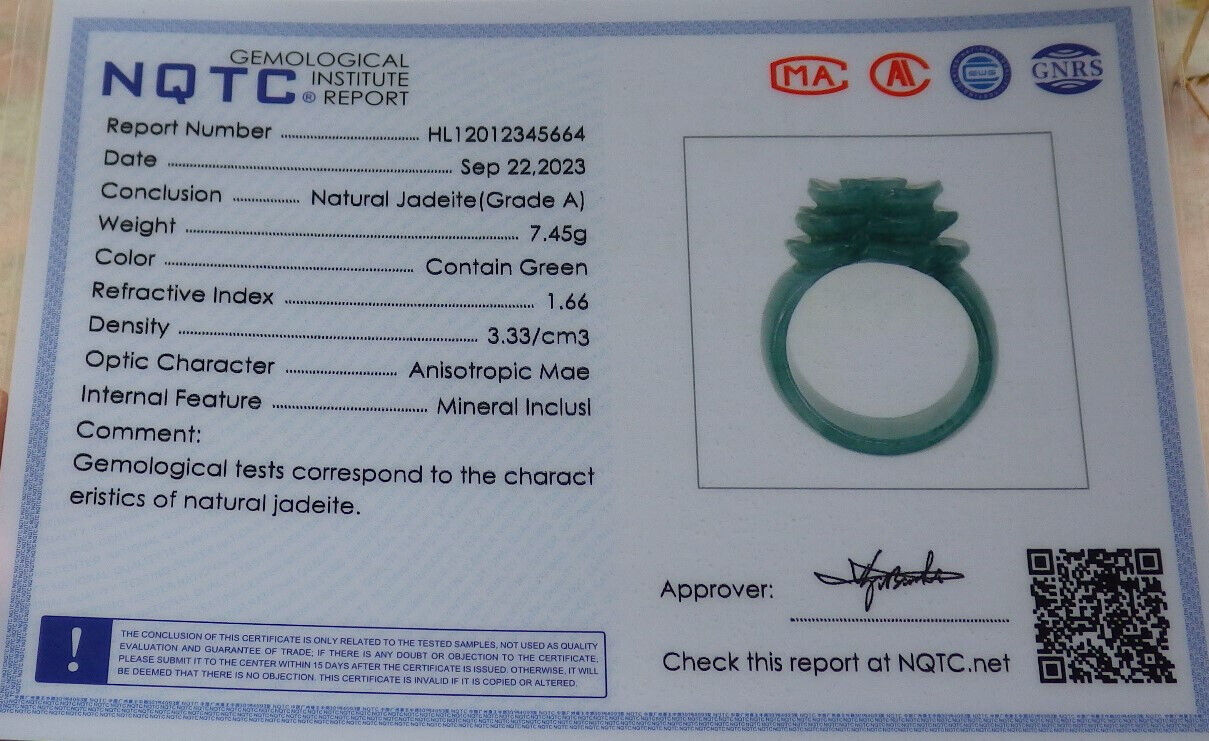 NQTC® GEMOLOGICAL
INSTITUTE
REPORT
MA
GNRS
Report Number HL12012345664
Date Sep 22,2023
Conclusion Natural Jadeite(Grade A)
Weight 7.45g
Color Contain Green
Refractive Index 1.66
Density 3.33/cm3
Optic Character Anisotropic Mae
Internal Feature Mineral Inclusi
Comment:
Gemological tests correspond to the charact
eristics of natural jadeite.
Approver:
Check this report at NQTC.net
!
THE CONCLUSION OF THIS CERTIFICATE IS ONLY RELATED TO THE TESTED SAMPLES, NOT USED AS QUALITY
EVALUATION AND GUARANTEE OF TRADE; IF THERE IS ANY DOUBT OR OBJECTION TO THE CERTIFICATE,
PLEASE SUBMIT IT TO THE CENTER WITHIN 15 DAYS AFTER THE CERTIFICATE IS ISSUED. OTHERWISE, IT WILL
BE DEEMED THAT THERE IS NO OBJECTION. THIS CERTIFICATE IS INVALID IF IT IS COPIED OR ALTERED.